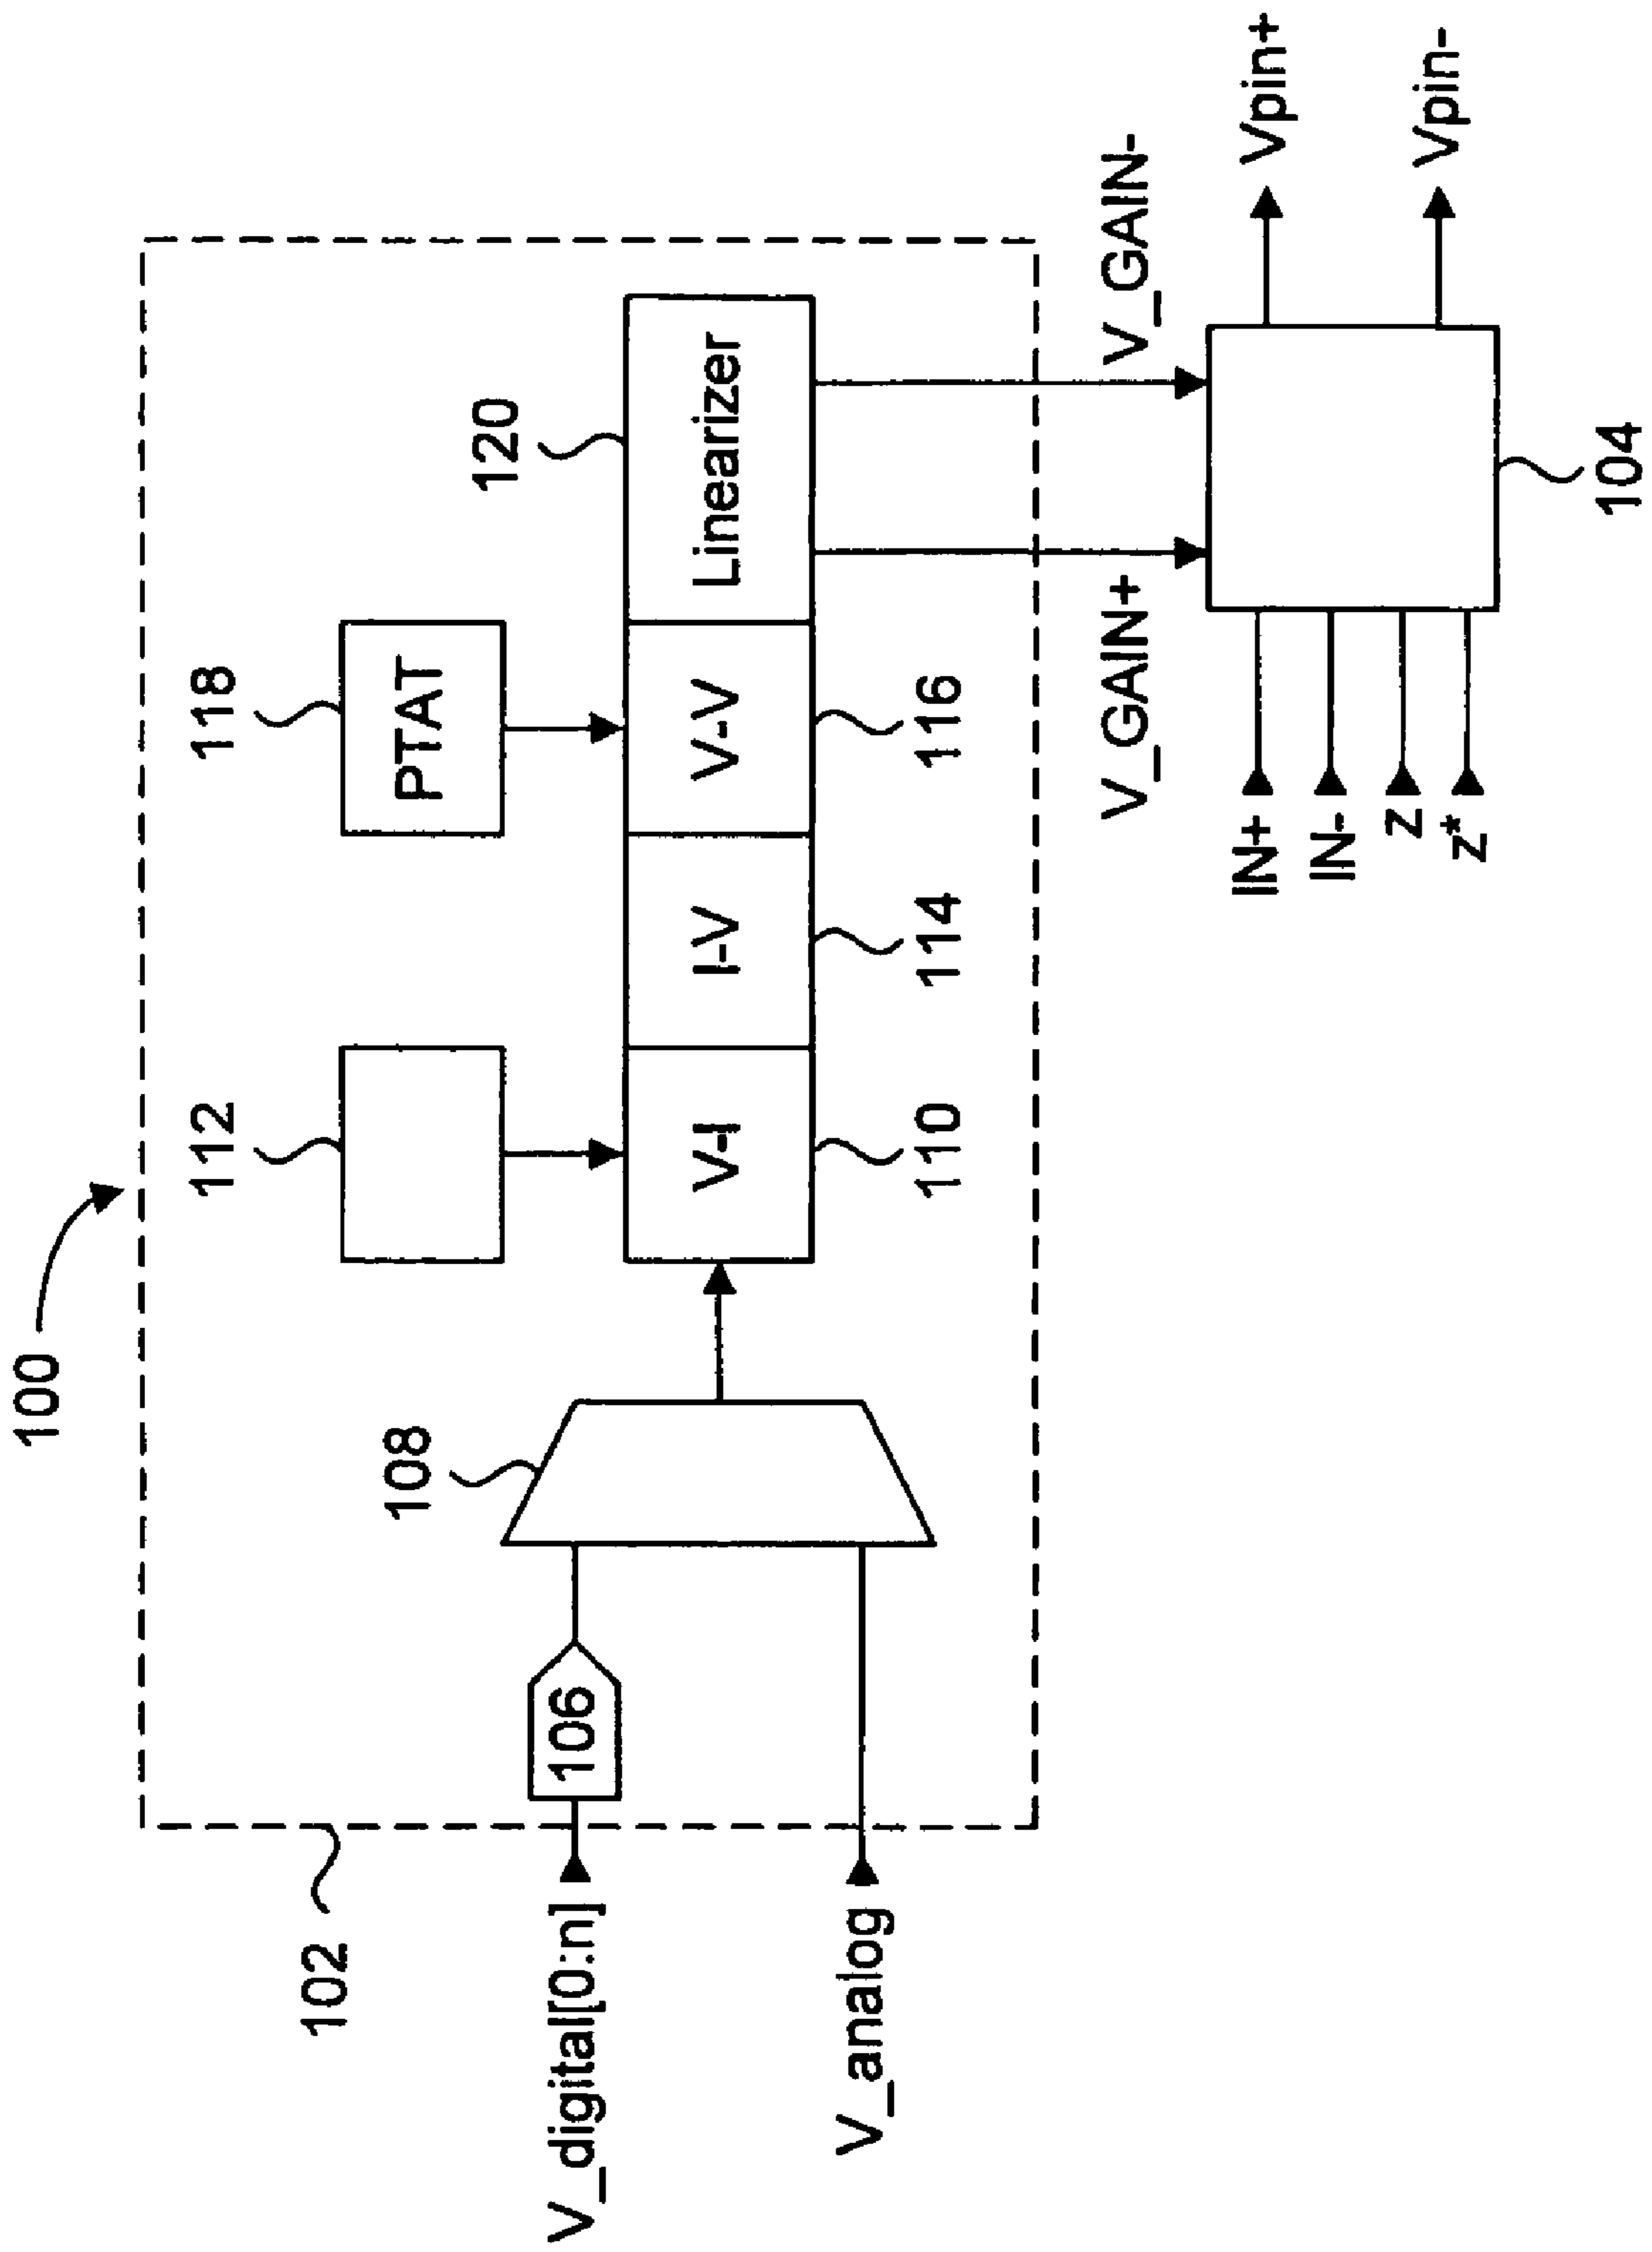 100
102
112
118
PTAT
120
108
106
V-I
I-V
V-V
Linearizer
110
114
116
V_digital[0:n]
V_analog
V_GAIN+
V_GAIN-
IN+
IN-
Z
Z*
Vpin+
Vpin-
104